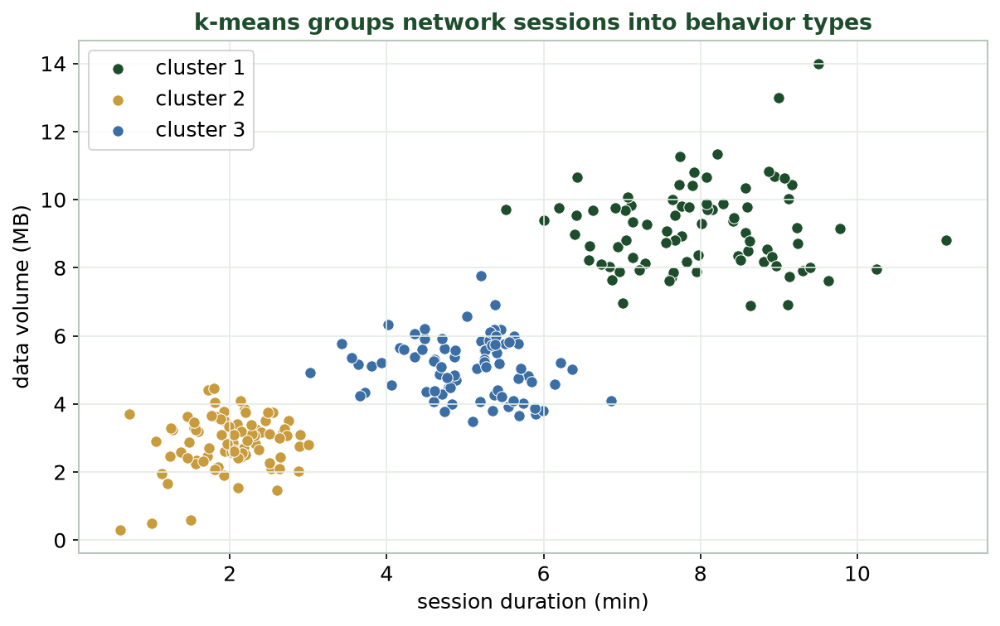 k-means groups network sessions into behavior types
cluster 1
cluster 2
cluster 3
data volume (MB)
14
12
10
8
6
4
2
0
2 4 6 8 10
session duration (min)